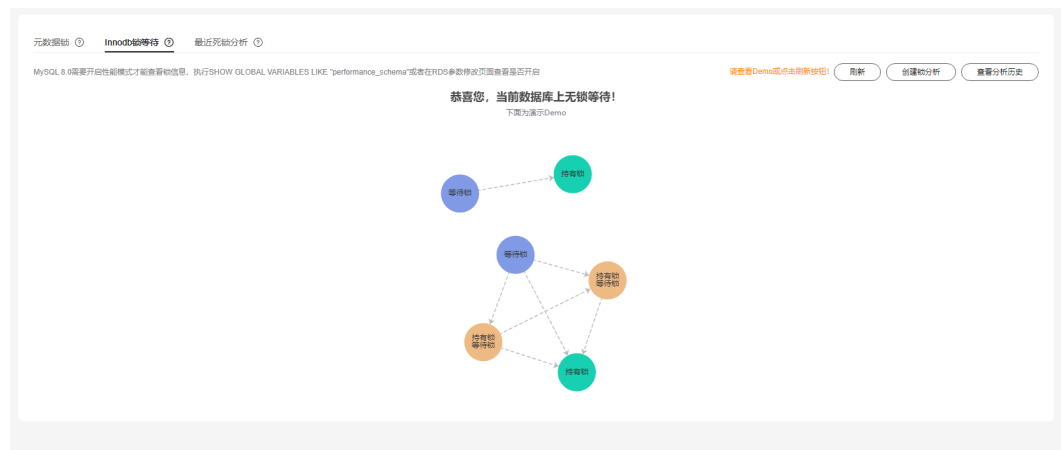 元数据锁 ? Innodb锁等待 ? 最近死锁分析 ?
MySQL 8.0需要开启性能模式才能查看锁信息，执行SHOW GLOBAL VARIABLES LIKE "performance_schema"或者在RDS参数修改页面查看是否开启
请查看Demo或点击刷新按钮! 刷新 创建锁分析 查看分析历史
恭喜您，当前数据库上无锁等待!
下面为演示Demo
持有锁
等待锁
等待锁
持有锁
等待锁
持有锁
等待锁
持有锁